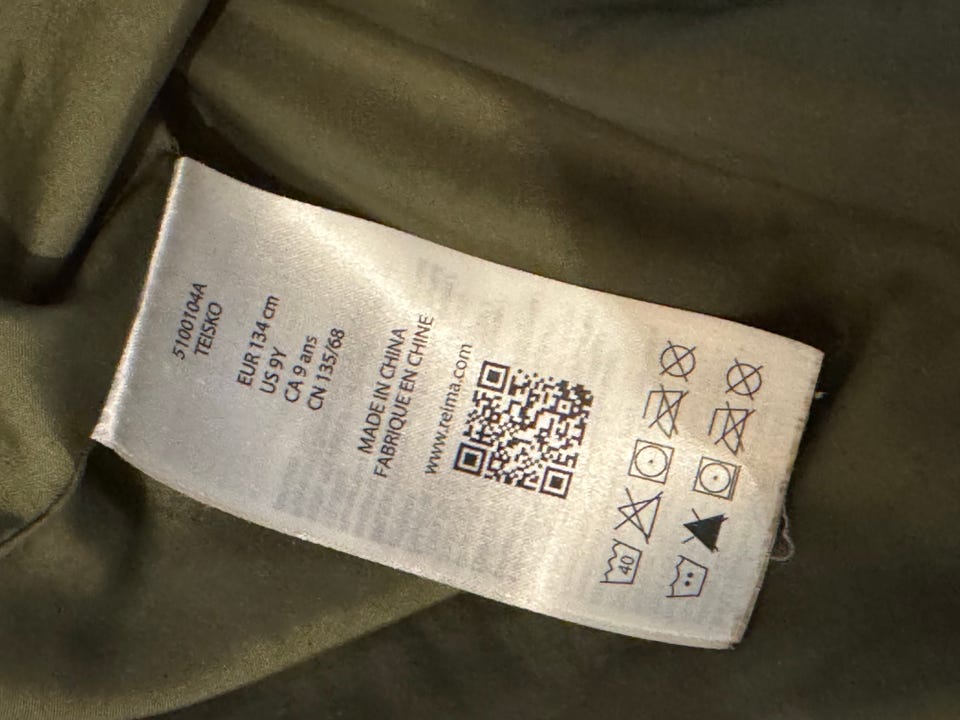 5100104A
TEISKO
EUR 134 cm
US 9Y
CA 9 ans
CN 135/68
MADE IN CHINA
FABRIQUE EN CHINE
www.reima.com
40